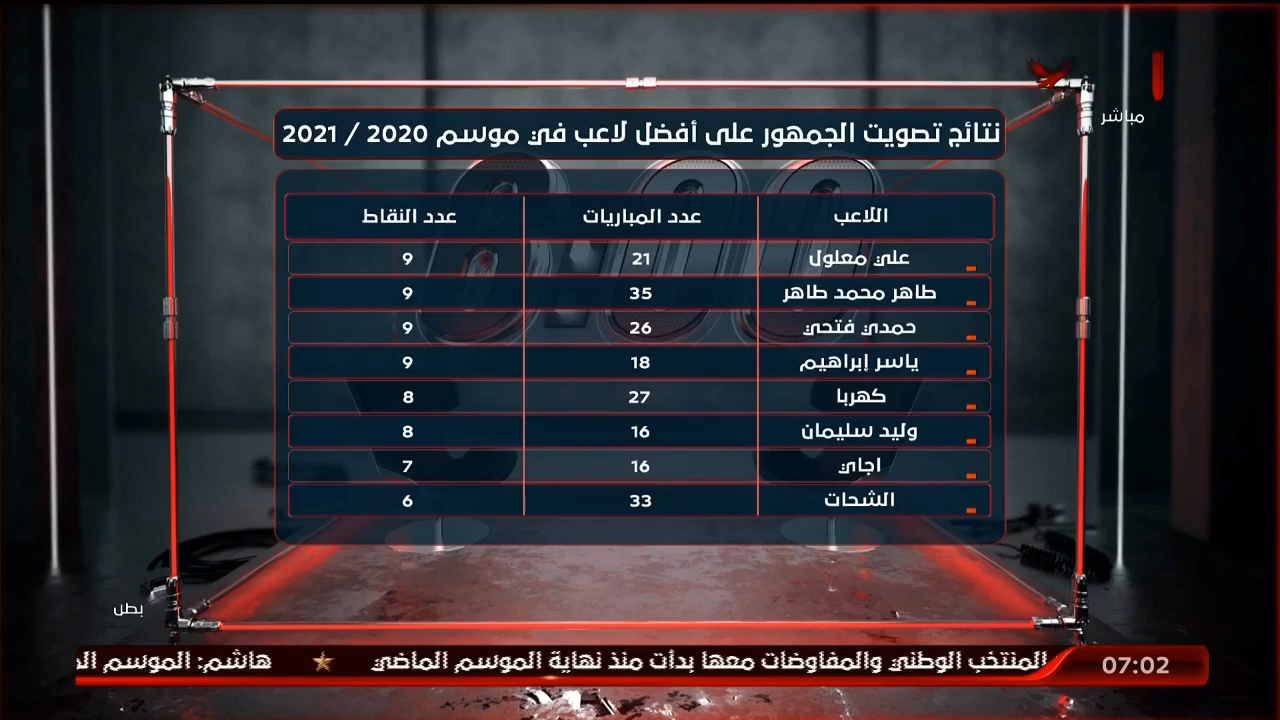 مباشر
نتائج تصويت الجمهور على أفضل لاعب في موسم 2020 / 2021
اللاعب عدد المباريات عدد النقاط
علي معلول 21 9
طاهر محمد طاهر 35 9
حمدي فتحي 26 9
ياسر إبراهيم 18 9
كهربا 27 8
وليد سليمان 16 8
اجاي 16 7
الشحات 33 6
بطل
07:02
المنتخب الوطني والمفاوضات معها بدأت منذ نهاية الموسم الماضي هاشم: الموسم